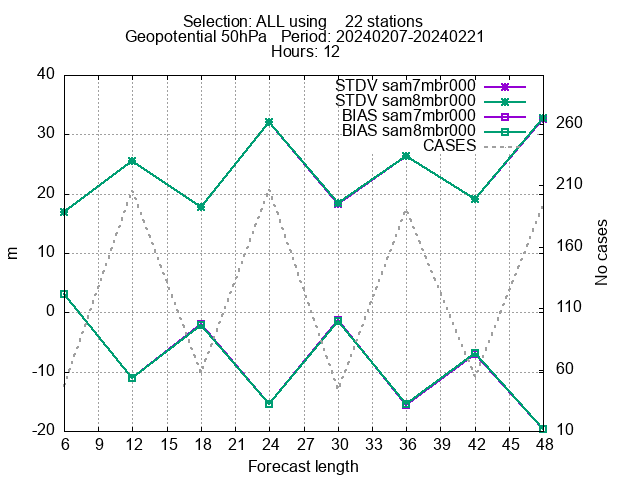 Selection: ALL using    22 stations
Geopotential 50hPa   Period: 20240207-20240221
Hours: 12
STDV sam7mbr000
STDV sam8mbr000
BIAS sam7mbr000
BIAS sam8mbr000
CASES
40
30
20
10
0
-10
-20
m
260
210
160
110
60
10
No cases
6 9 12 15 18 21 24 27 30 33 36 39 42 45 48
Forecast length